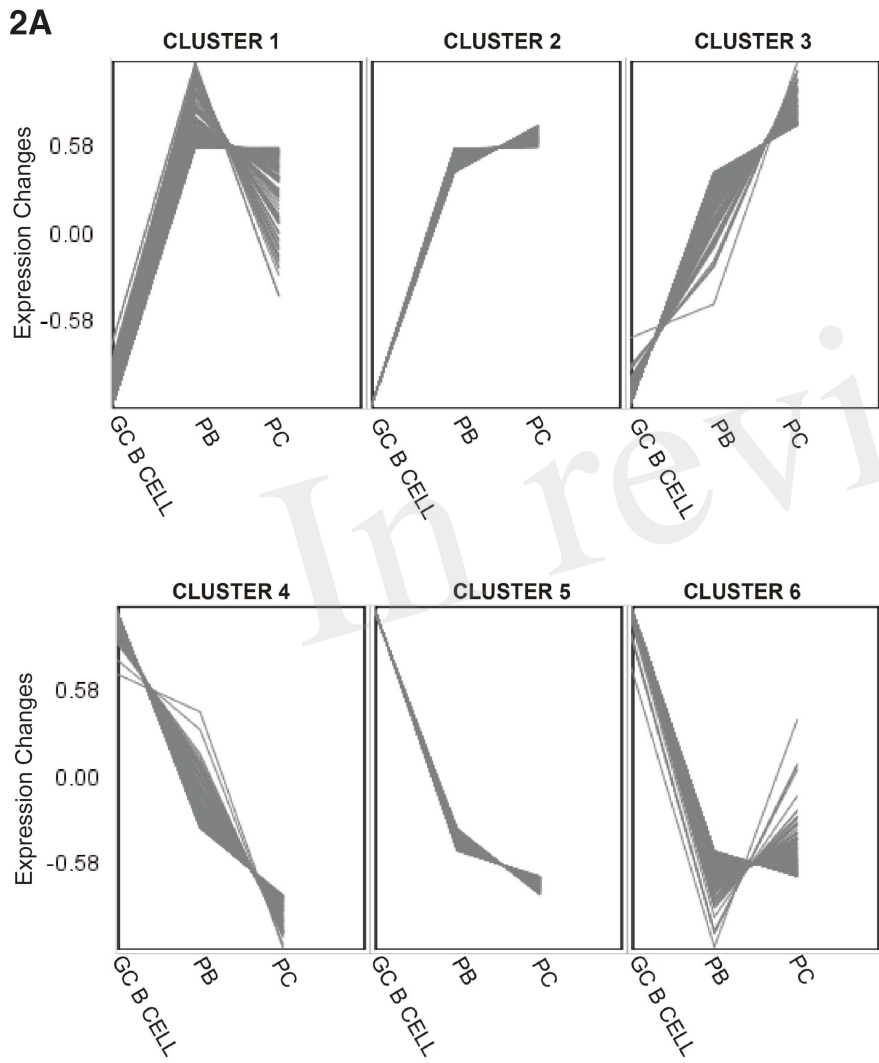 2A
CLUSTER 1
CLUSTER 2
CLUSTER 3
Expression Changes
0.58
0.00
-0.58
GC B CELL
PB
PC
GC B CELL
PB
PC
GC B CELL
PB
PC
In revi
CLUSTER 4
CLUSTER 5
CLUSTER 6
Expression Changes
0.58
0.00
-0.58
GC B CELL
PB
PC
GC B CELL
PB
PC
GC B CELL
PB
PC